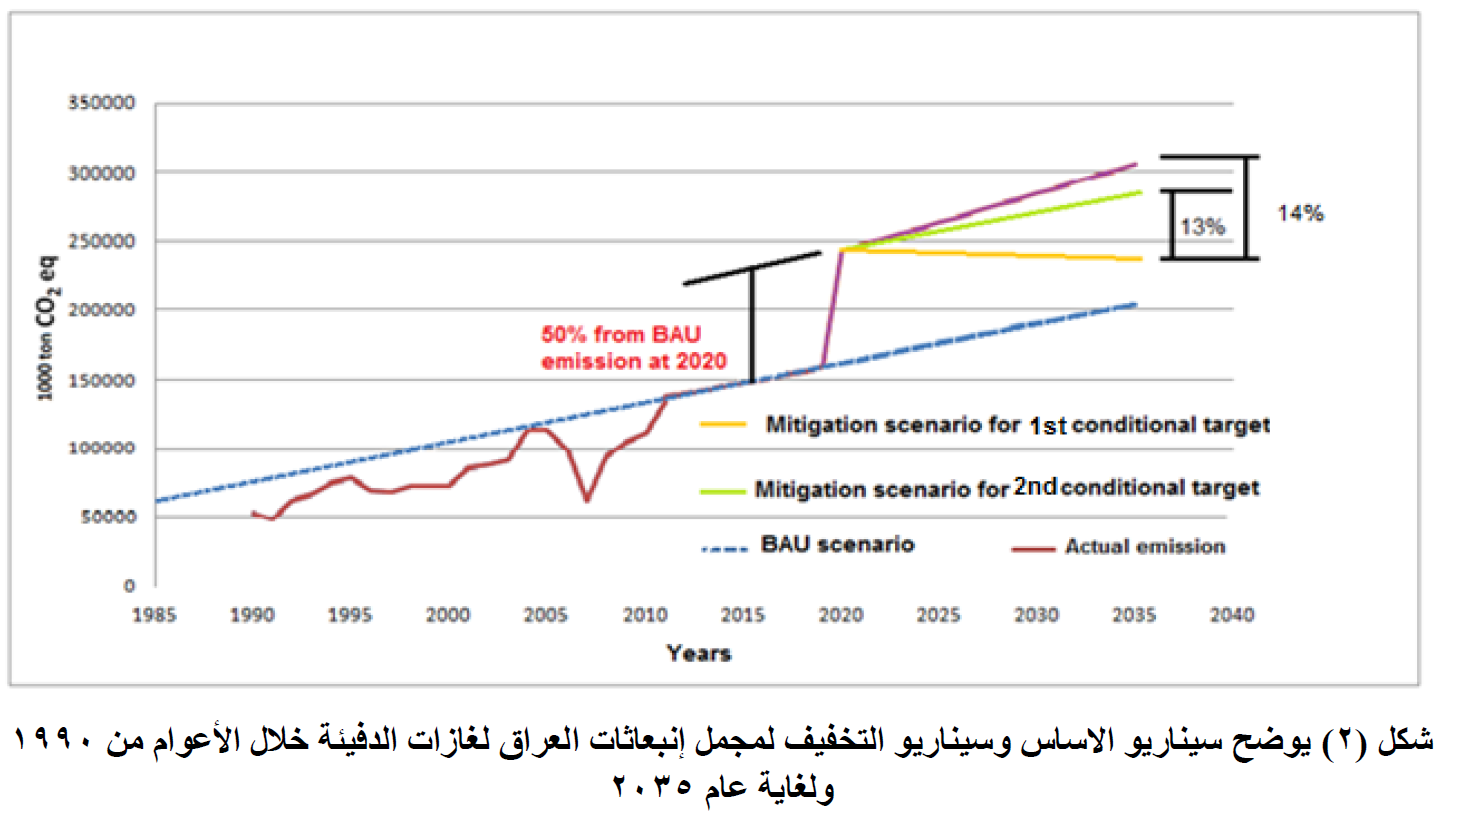 350000
300000
250000
200000
150000
100000
50000
0
1000 ton CO₂ eq
14%
13%
50% from BAU
emission at 2020
Mitigation scenario for 1st conditional target
Mitigation scenario for 2nd conditional target
BAU scenario
Actual emission
1985 1990 1995 2000 2005 2010 2015 2020 2025 2030 2035 2040
Years
شكل (٢) يوضح سيناريو الاساس وسيناريو التخفيف لمجمل إنبعاثات العراق لغازات الدفيئة خلال الأعوام من ١٩٩٠
ولغاية عام ٢٠٣٥